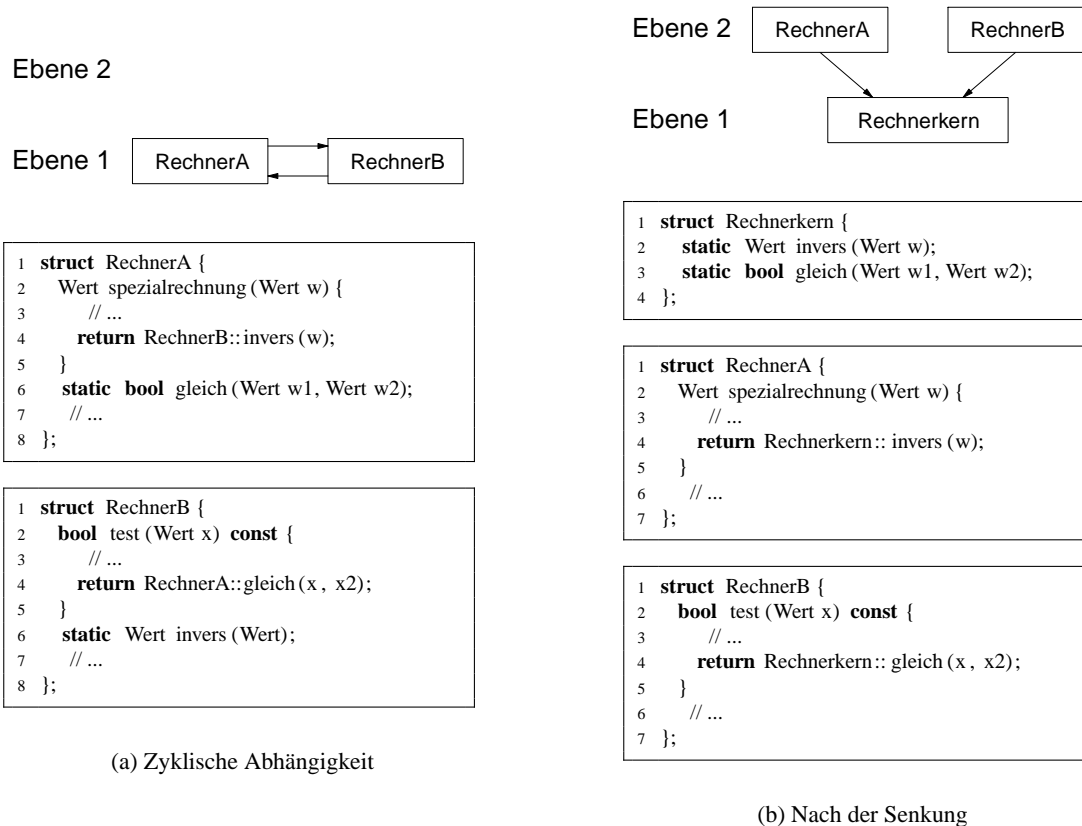 Ebene 2
Ebene 1
RechnerA
RechnerB
1 struct RechnerA {
2 Wert spezialrechnung (Wert w) {
3 // ...
4 return RechnerB::invers (w);
5 }
6 static bool gleich (Wert w1, Wert w2);
7 // ...
8 };
1 struct RechnerB {
2 bool test (Wert x) const {
3 // ...
4 return RechnerA::gleich (x , x2);
5 }
6 static Wert invers (Wert);
7 // ...
8 };
(a) Zyklische Abhängigkeit
Ebene 2
RechnerA
RechnerB
Ebene 1
Rechnerkern
1 struct Rechnerkern {
2 static Wert invers (Wert w);
3 static bool gleich (Wert w1, Wert w2);
4 };
1 struct RechnerA {
2 Wert spezialrechnung (Wert w) {
3 // ...
4 return Rechnerkern:: invers (w);
5 }
6 // ...
7 };
1 struct RechnerB {
2 bool test (Wert x) const {
3 // ...
4 return Rechnerkern:: gleich (x , x2);
5 }
6 // ...
7 };
(b) Nach der Senkung